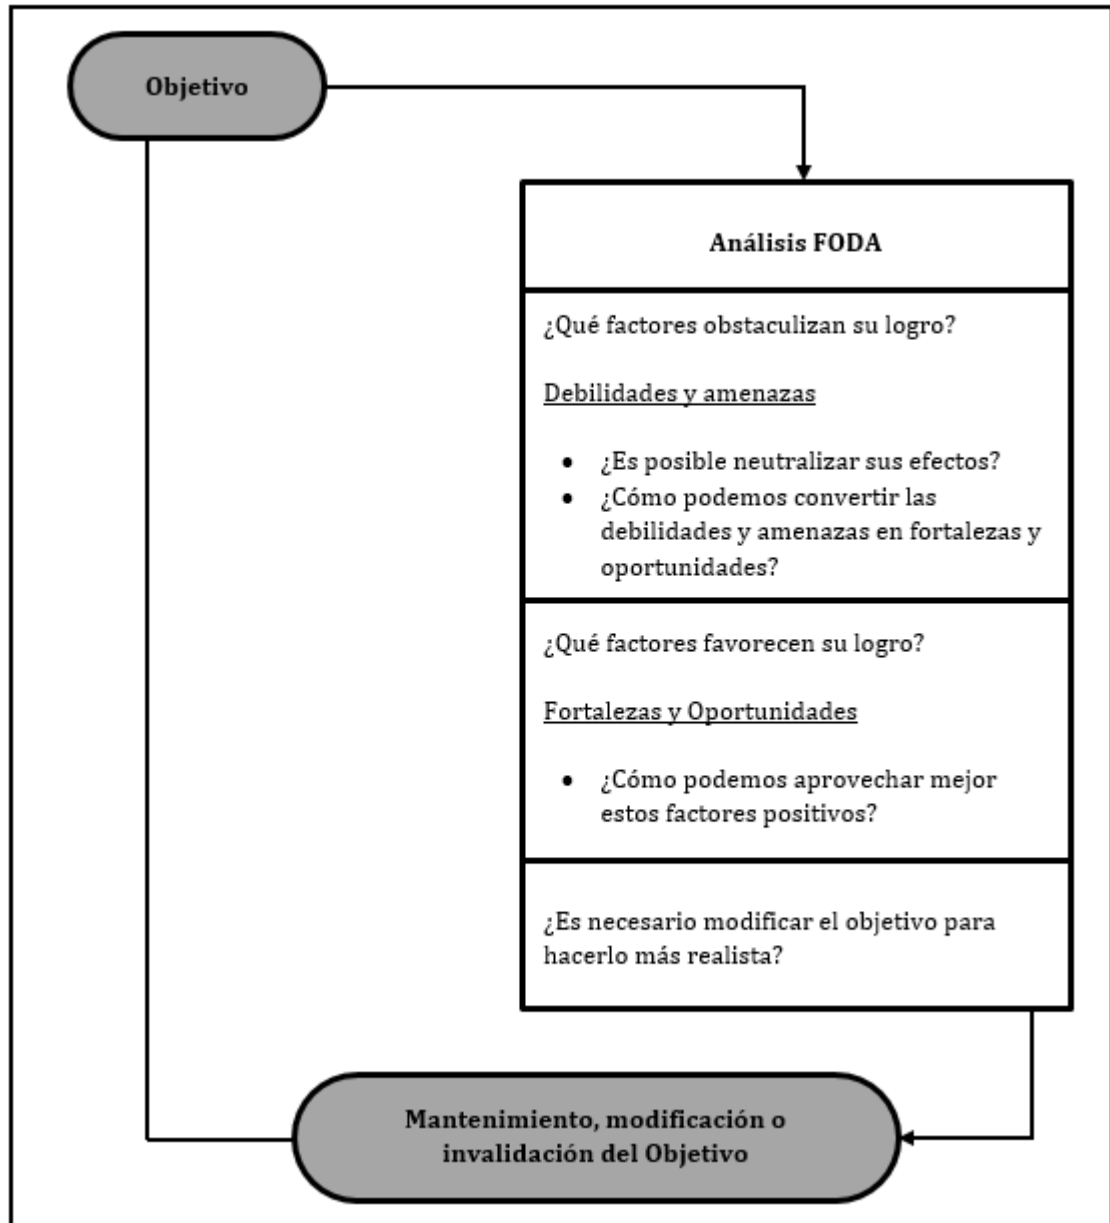 Objetivo
Análisis FODA
¿Qué factores obstaculizan su logro?
Debilidades y amenazas
• ¿Es posible neutralizar sus efectos?
• ¿Cómo podemos convertir las
debilidades y amenazas en fortalezas y
oportunidades?
¿Qué factores favorecen su logro?
Fortalezas y Oportunidades
• ¿Cómo podemos aprovechar mejor
estos factores positivos?
¿Es necesario modificar el objetivo para
hacerlo más realista?
Mantenimiento, modificación o
invalidación del Objetivo